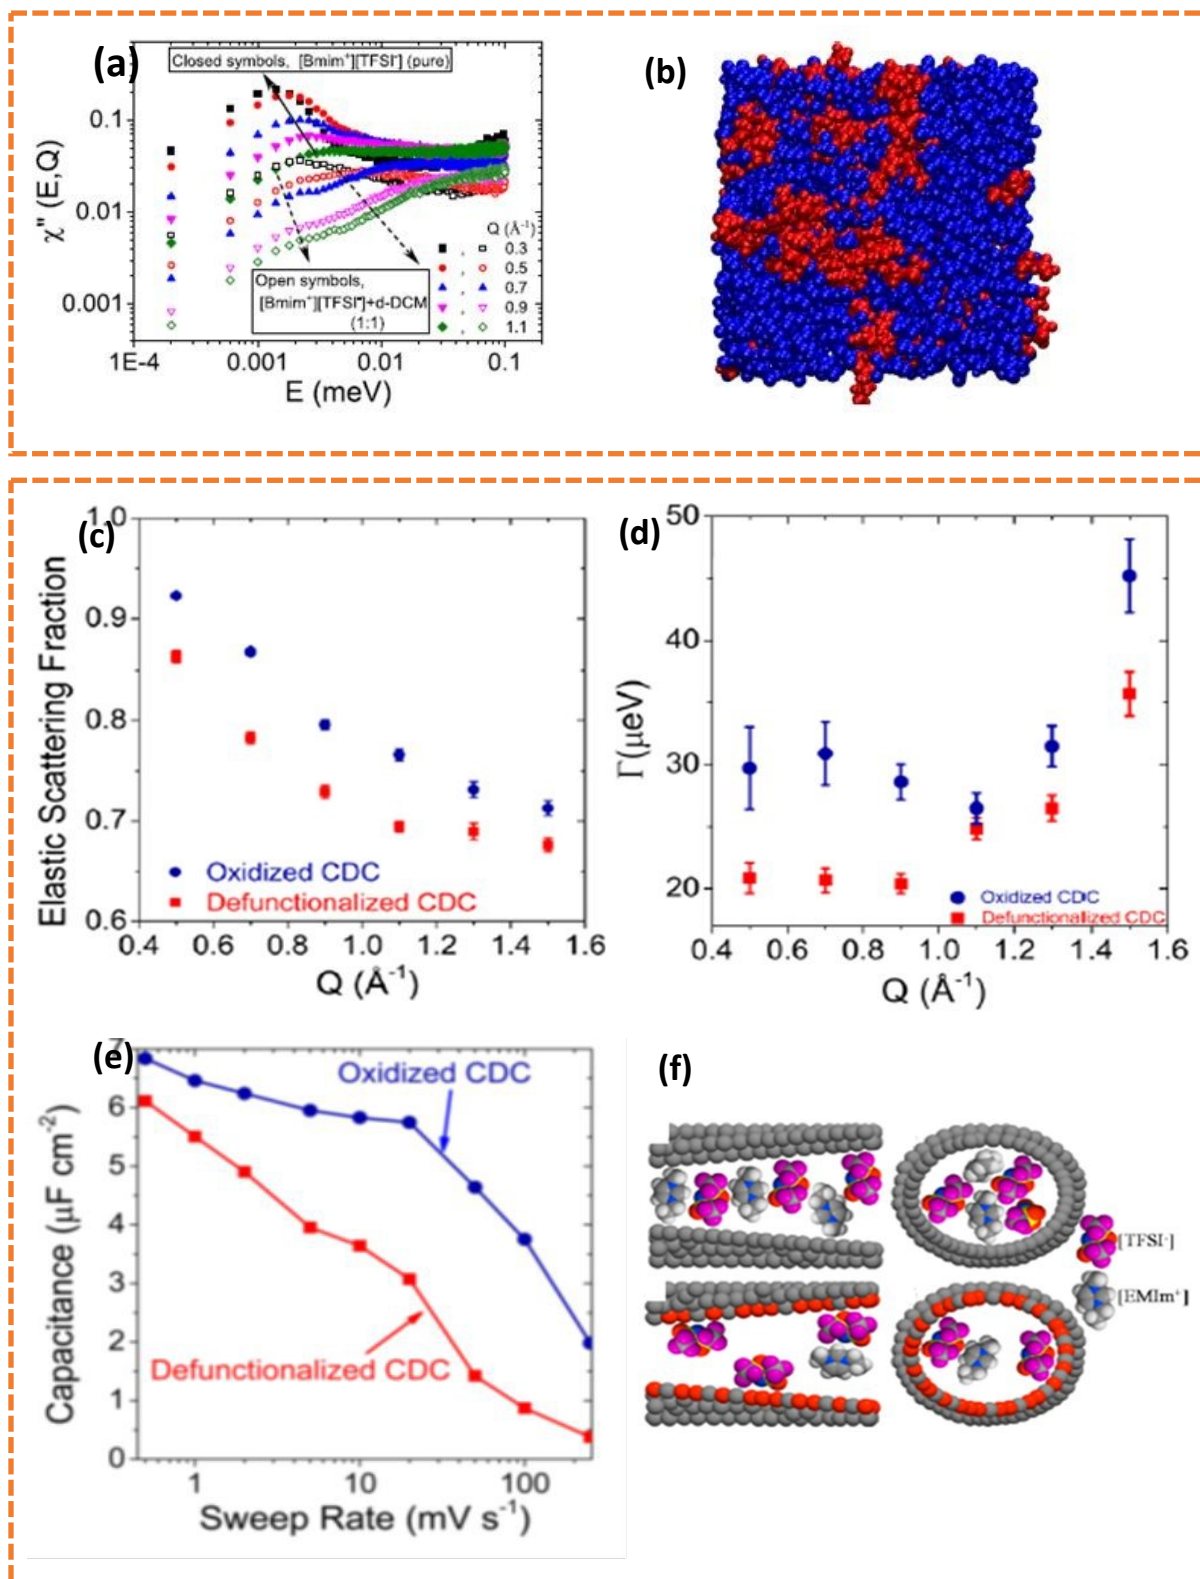 (a)
Closed symbols, [Bmim⁺][TFSI⁻] (pure)
0.1
0.01
0.001
χ'' (E,Q)
Q (Å⁻¹)
0.3
0.5
0.7
0.9
1.1
Open symbols,
[Bmim⁺][TFSI⁻]+d-DCM
(1:1)
1E-4 0.001 0.01 0.1
E (meV)
(b)
(c)
1.0
0.9
0.8
0.7
0.6
Elastic Scattering Fraction
Oxidized CDC
Defunctionalized CDC
0.4 0.6 0.8 1.0 1.2 1.4 1.6
Q (Å⁻¹)
(d)
50
40
30
20
Γ(μeV)
Oxidized CDC
Defunctionalized CDC
0.4 0.6 0.8 1.0 1.2 1.4 1.6
Q (Å⁻¹)
(e)
7
6
5
4
3
2
1
0
Capacitance (μF cm⁻²)
Oxidized CDC
Defunctionalized CDC
1 10 100
Sweep Rate (mV s⁻¹)
(f)
[TFSI⁻]
[EMIm⁺]